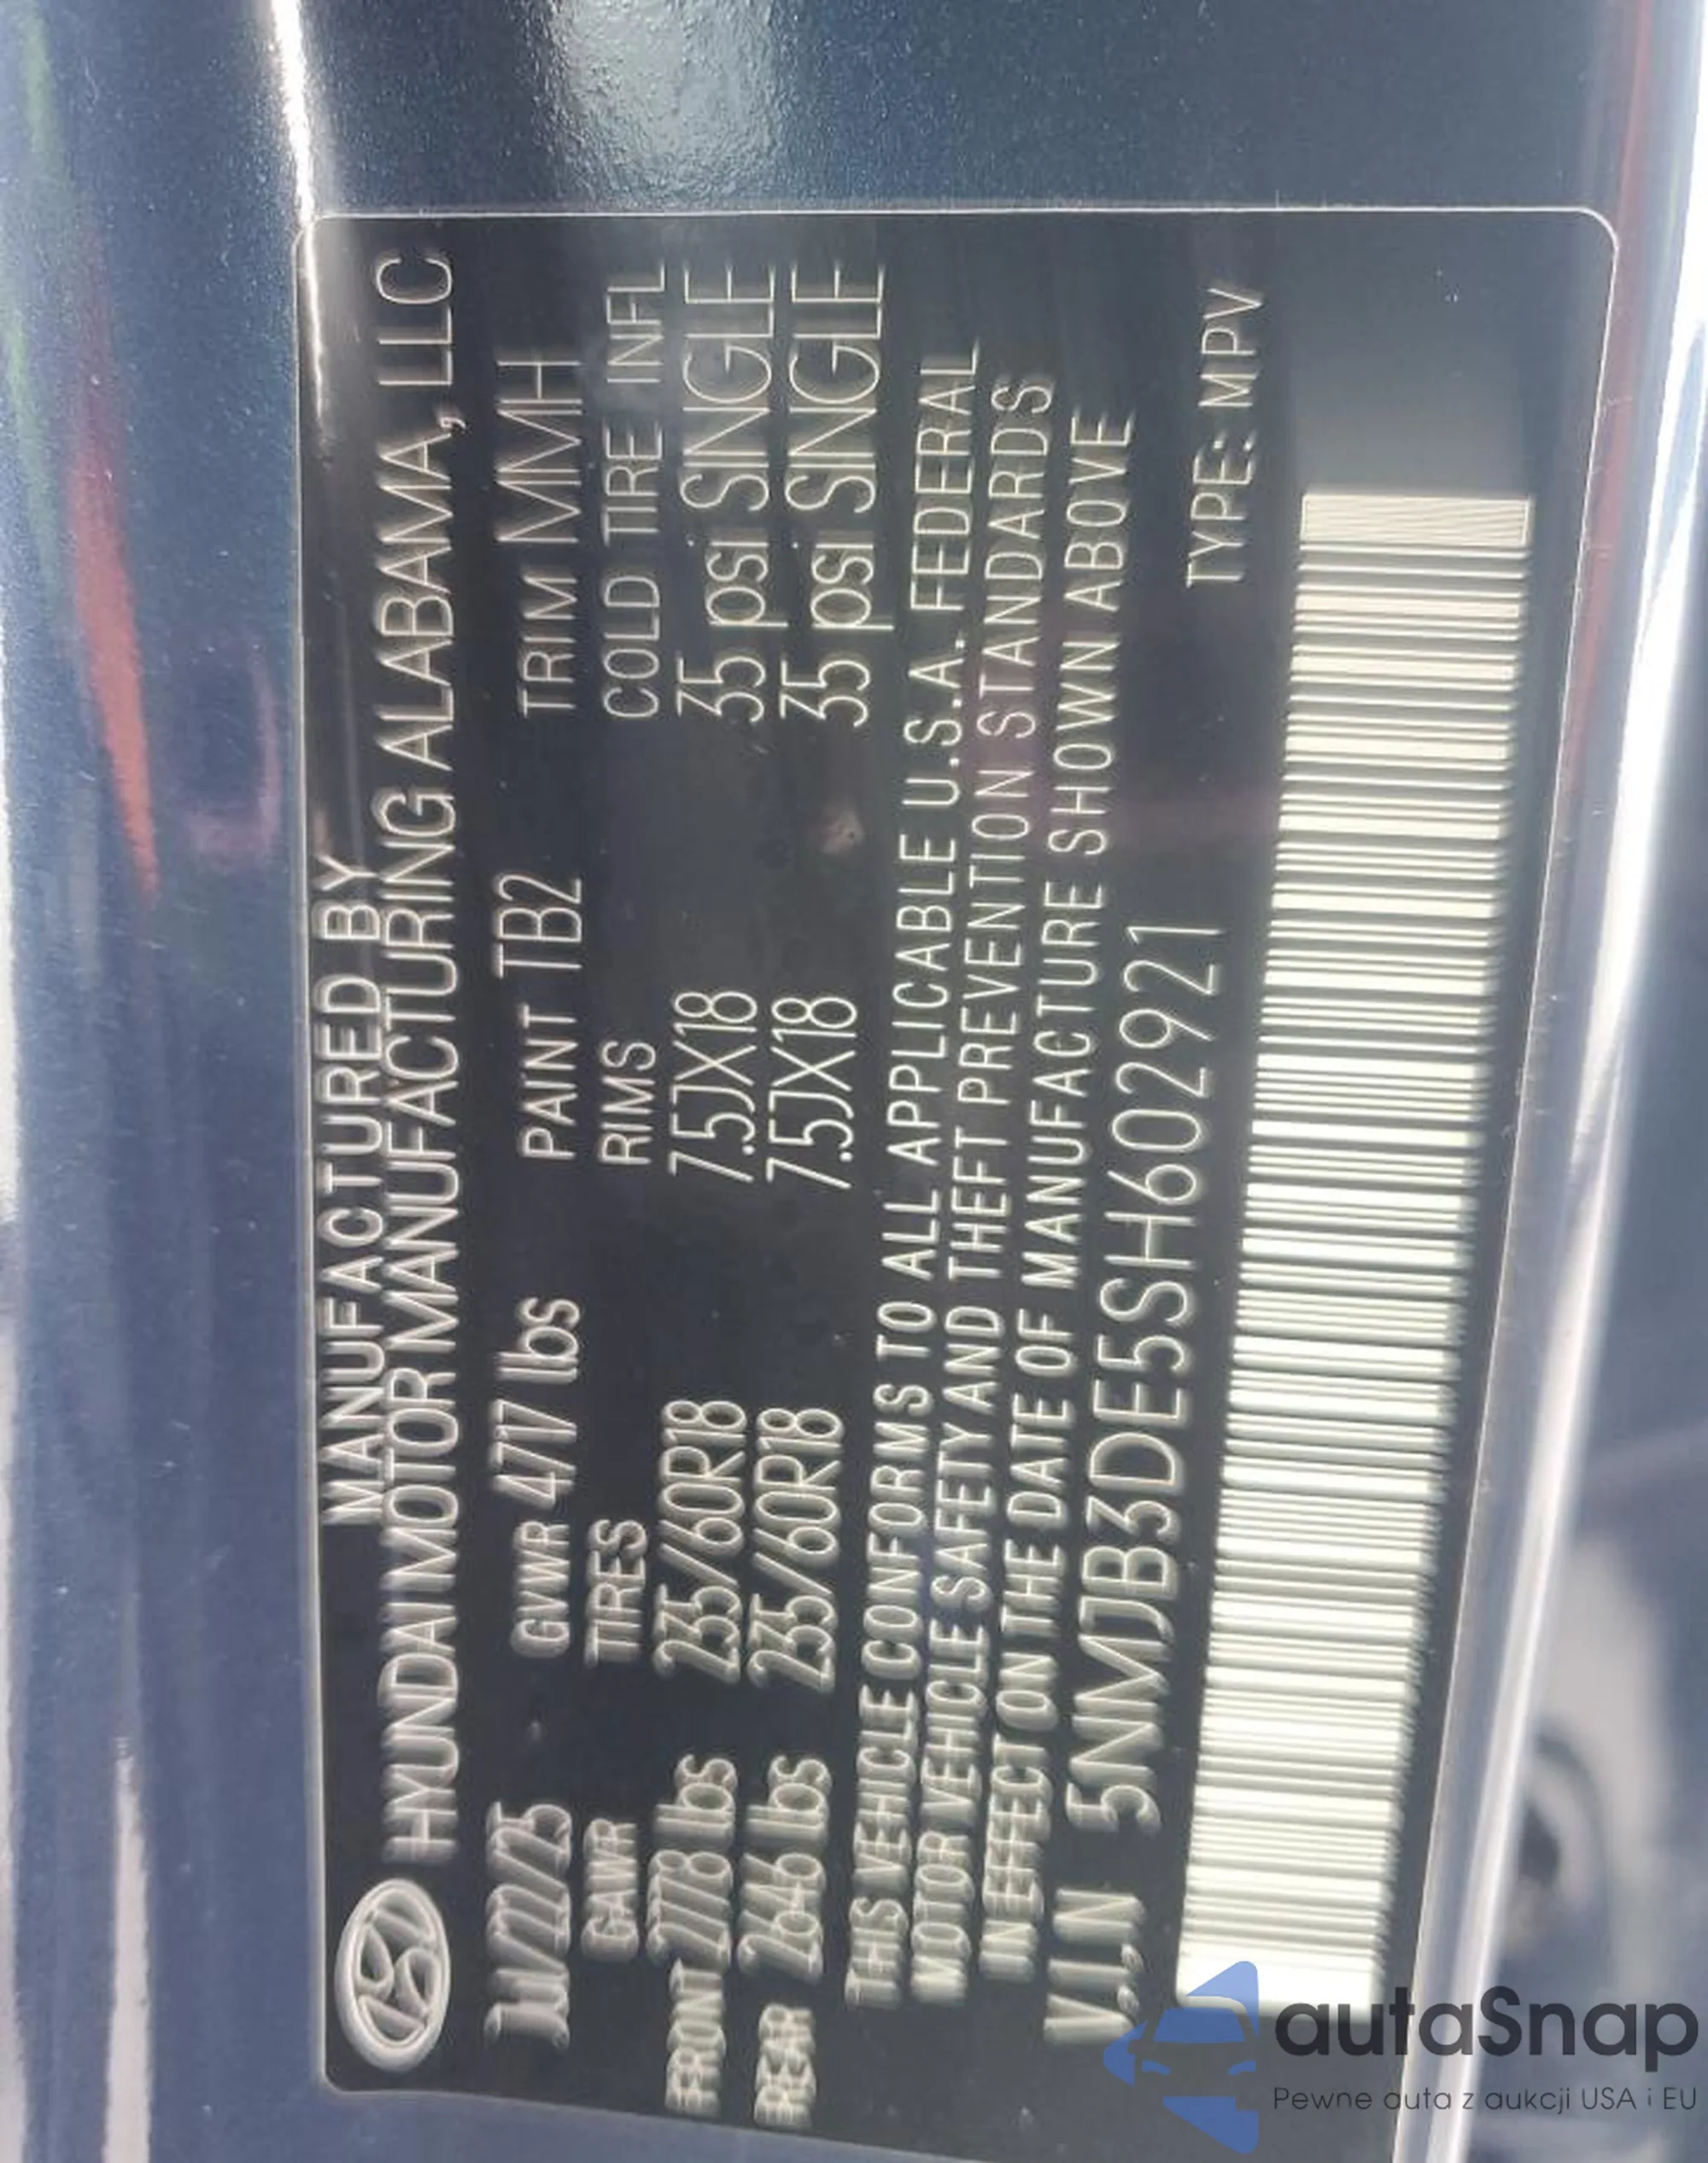 MANUFACTURED BY
HYUNDAI MOTOR MANUFACTURING ALABAMA, LLC
GVWR 4717 lbs PAINT TB2 TRIM MMH
GAWR TIRES RIMS COLD TIRE INFL
FRONT 2778 lbs 235/60R18 7.5JX18 35 psi SINGLE
REAR 2646 lbs 235/60R18 7.5JX18 35 psi SINGLE
THIS VEHICLE CONFORMS TO ALL APPLICABLE U.S.A. FEDERAL
MOTOR VEHICLE SAFETY AND THEFT PREVENTION STANDARDS
IN EFFECT ON THE DATE OF MANUFACTURE SHOWN ABOVE
V.I.N 5NMJB3DE5SH602921
TYPE: MPV
autaSnap
Pewne auta z aukcji USA i EU